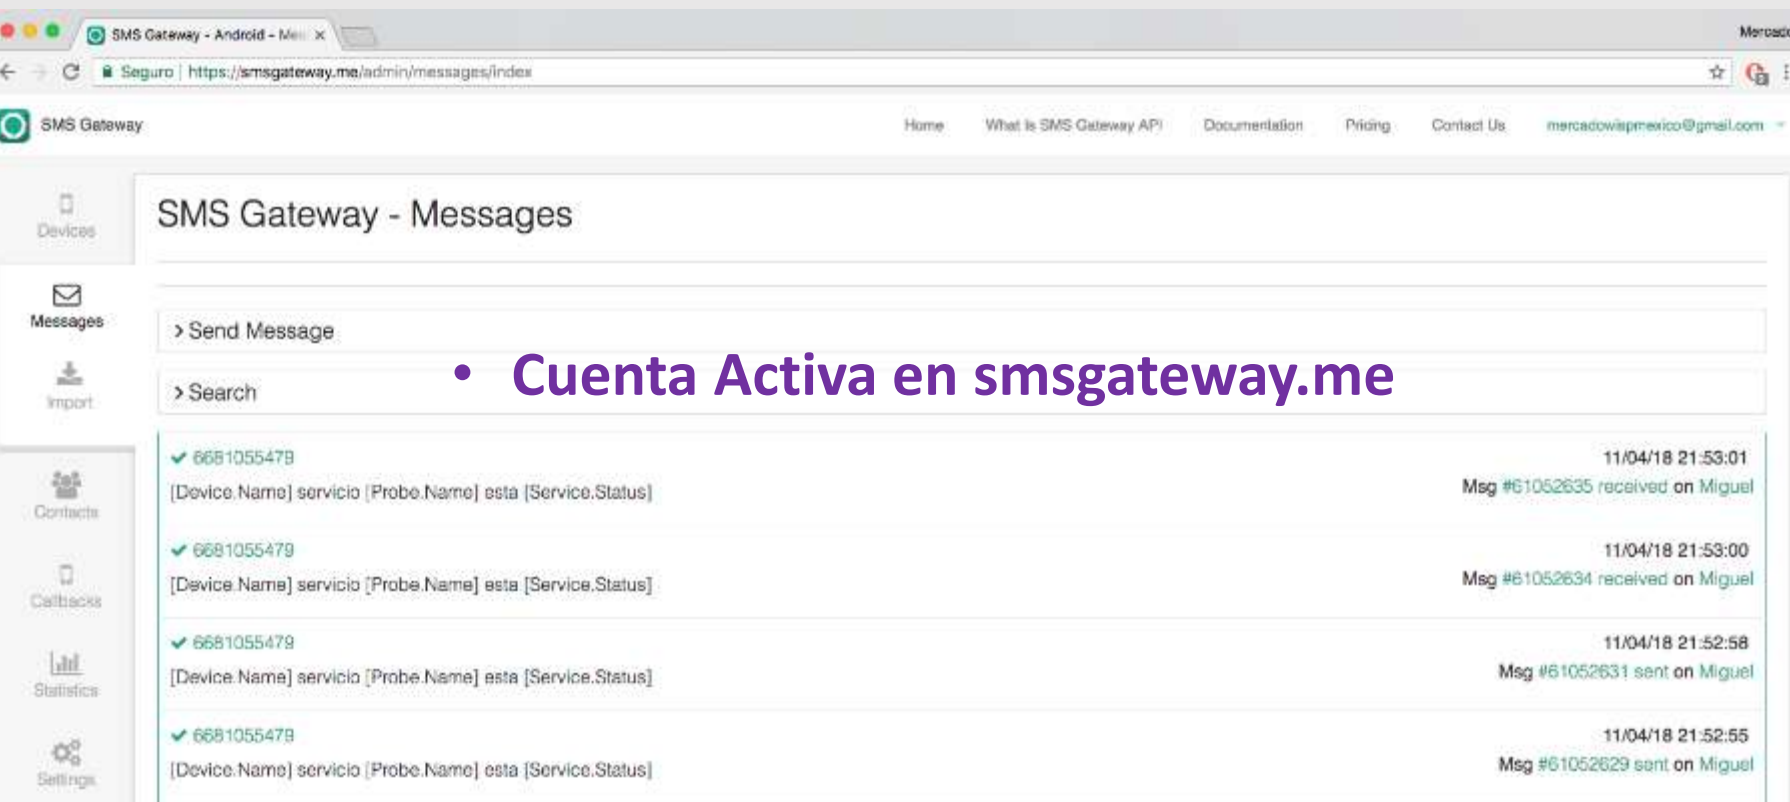 SMS Gateway - Android - Mes
Mercado
Seguro | https://smsgateway.me/admin/messages/index
SMS Gateway
Home
What is SMS Gateway API
Documentation
Pricing
Contact Us
mercadowispmexico@gmail.com
Devices
Messages
Import
Contacts
Callbacks
Statistics
Settings
SMS Gateway - Messages
> Send Message
• Cuenta Activa en smsgateway.me
> Search
6681055479
11/04/18 21:53:01
[Device.Name] servicio [Probe.Name] esta [Service.Status]
Msg #61052635 received on Miguel
6681055479
11/04/18 21:53:00
[Device.Name] servicio [Probe.Name] esta [Service.Status]
Msg #61052634 received on Miguel
6681055479
11/04/18 21:52:58
[Device.Name] servicio [Probe.Name] esta [Service.Status]
Msg #61052631 sent on Miguel
6681055479
11/04/18 21:52:55
[Device.Name] servicio [Probe.Name] esta [Service.Status]
Msg #61052629 sent on Miguel